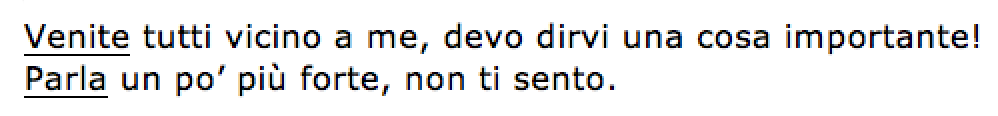 Venite tutti vicino a me, devo dirvi una cosa importante!
Parla un po’ più forte, non ti sento.